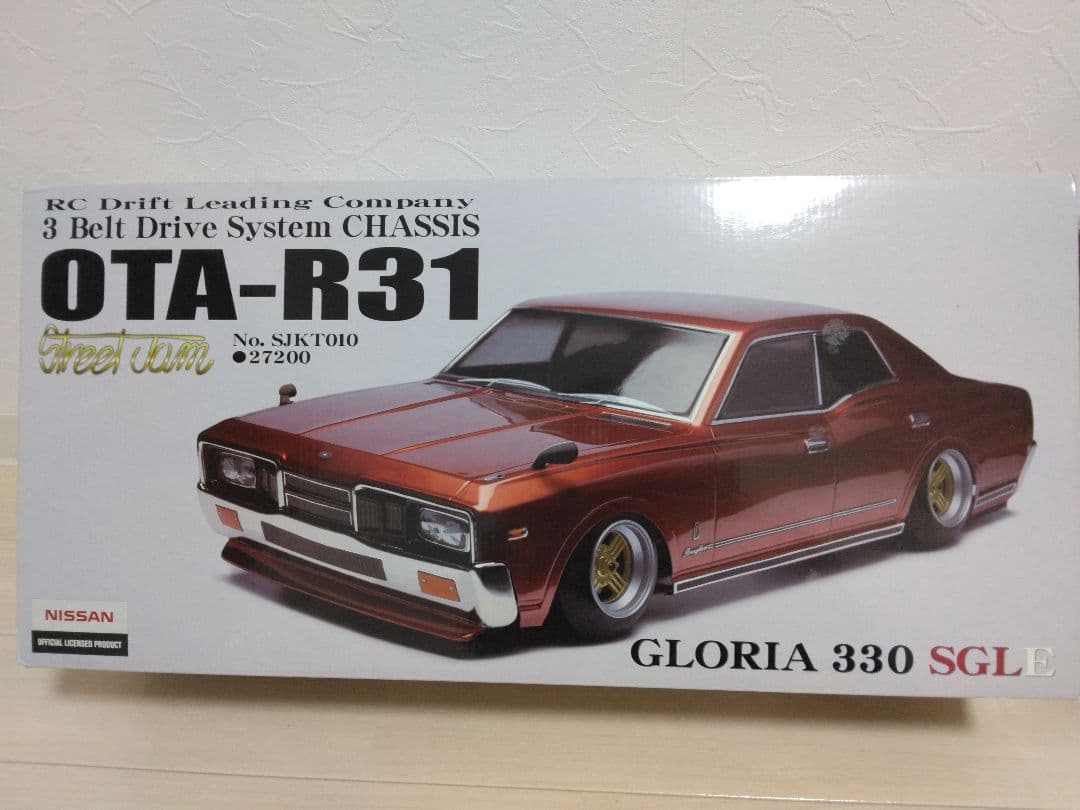 RC Drift Leading Company
3 Belt Drive System CHASSIS
OTA-R31
Street Jam
No. SJKT010
●27200
NISSAN
OFFICIAL LICENSED PRODUCT
GLORIA 330 SGLE